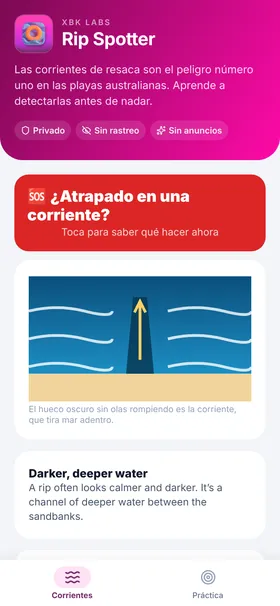 XBK LABS
Rip Spotter
Las corrientes de resaca son el peligro número
uno en las playas australianas. Aprende a
detectarlas antes de nadar.
Privado
Sin rastreo
Sin anuncios
🆘 ¿Atrapado en una
corriente?
Toca para saber qué hacer ahora
El hueco oscuro sin olas rompiendo es la corriente,
que tira mar adentro.
Darker, deeper water
A rip often looks calmer and darker. It's a
channel of deeper water between the
sandbanks.
Corrientes
Práctica